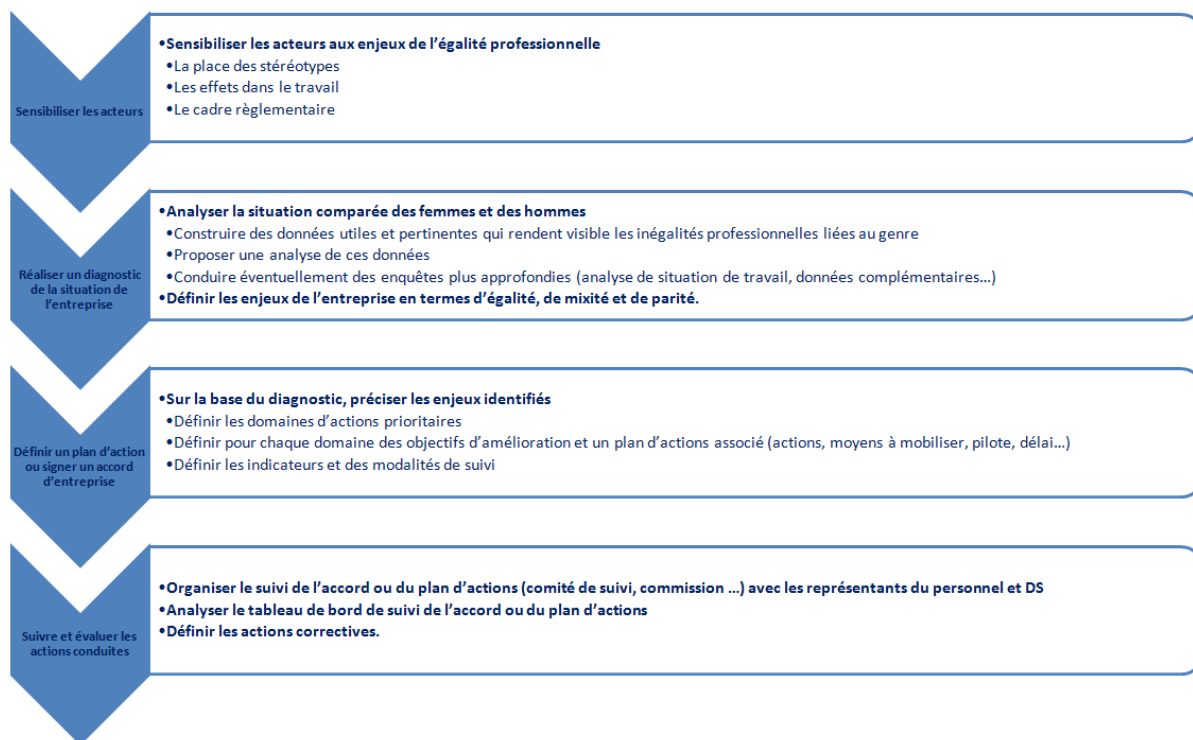 Sensibiliser les acteurs
•Sensibiliser les acteurs aux enjeux de l’égalité professionnelle
•La place des stéréotypes
•Les effets dans le travail
•Le cadre règlementaire
Réaliser un diagnostic
de la situation de
l’entreprise
•Analyser la situation comparée des femmes et des hommes
•Construire des données utiles et pertinentes qui rendent visible les inégalités professionnelles liées au genre
•Proposer une analyse de ces données
•Conduire éventuellement des enquêtes plus approfondies (analyse de situation de travail, données complémentaires…)
•Définir les enjeux de l’entreprise en termes d’égalité, de mixité et de parité.
Définir un plan d’action
ou signer un accord
d’entreprise
•Sur la base du diagnostic, préciser les enjeux identifiés
•Définir les domaines d’actions prioritaires
•Définir pour chaque domaine des objectifs d’amélioration et un plan d’actions associé (actions, moyens à mobiliser, pilote, délai…)
•Définir les indicateurs et des modalités de suivi
Suivre et évaluer les
actions conduites
•Organiser le suivi de l’accord ou du plan d’actions (comité de suivi, commission …) avec les représentants du personnel et DS
•Analyser le tableau de bord de suivi de l’accord ou du plan d’actions
•Définir les actions correctives.